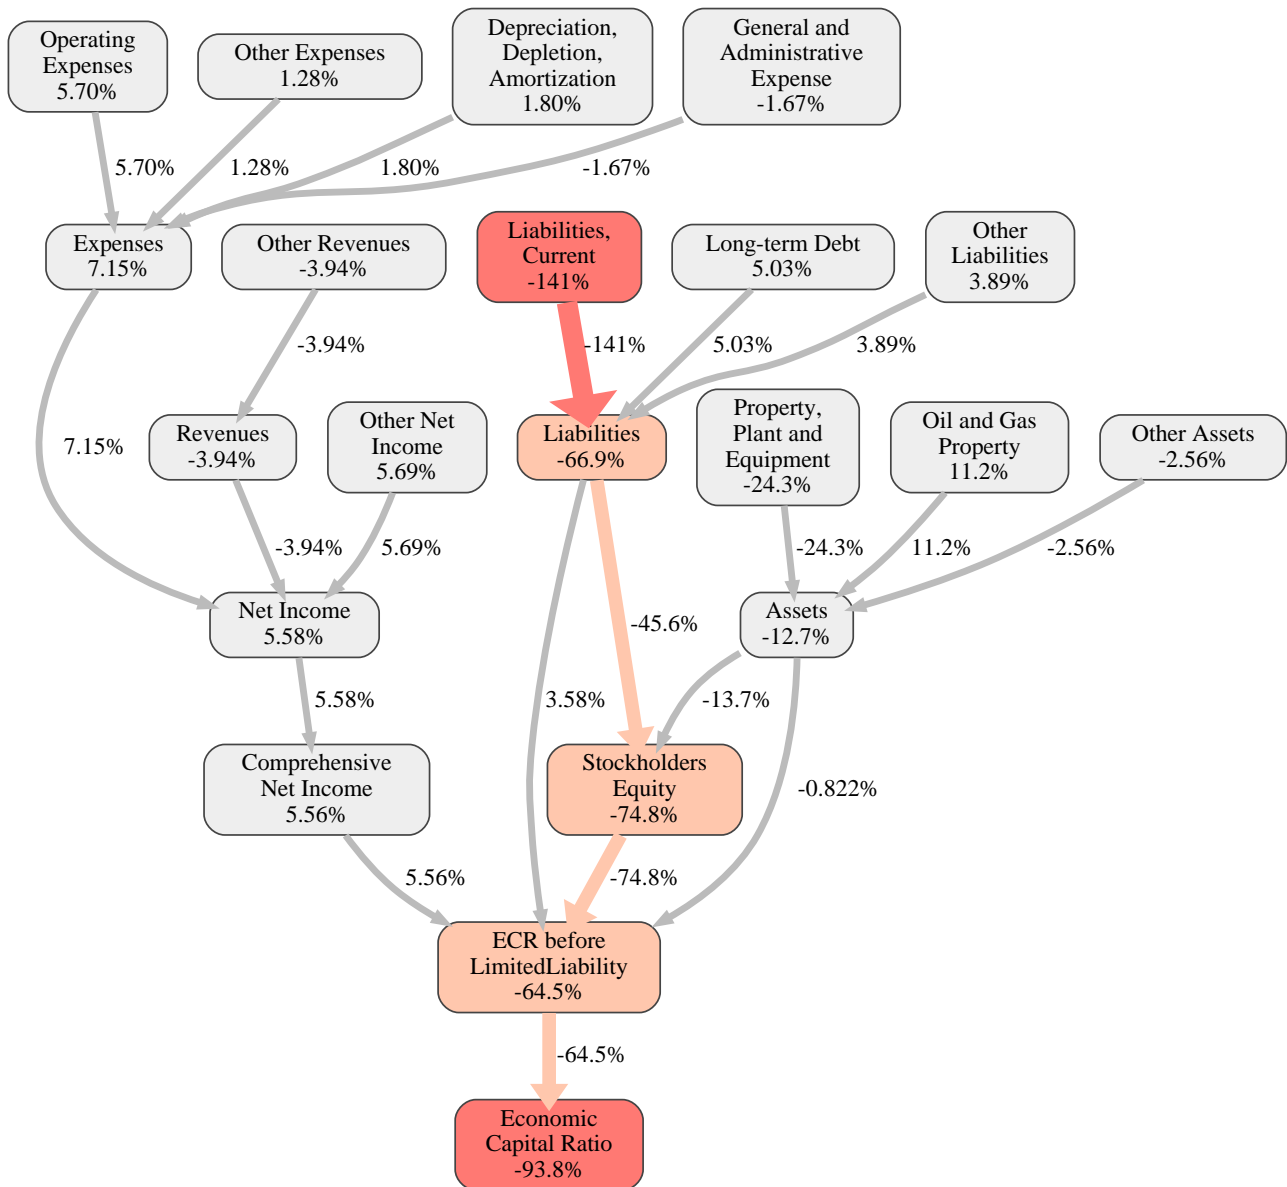 Operating
Expenses
5.70%
Other Expenses
1.28%
Depreciation,
Depletion,
Amortization
1.80%
General and
Administrative
Expense
-1.67%
5.70%
1.28%
1.80%
-1.67%
Expenses
7.15%
Other Revenues
-3.94%
Liabilities,
Current
-141%
Long-term Debt
5.03%
Other
Liabilities
3.89%
-3.94%
-141%
5.03%
3.89%
7.15%
Revenues
-3.94%
Other Net
Income
5.69%
Liabilities
-66.9%
Property,
Plant and
Equipment
-24.3%
Oil and Gas
Property
11.2%
Other Assets
-2.56%
-3.94%
5.69%
-24.3%
11.2%
-2.56%
Net Income
5.58%
-45.6%
Assets
-12.7%
5.58%
3.58%
-13.7%
-0.822%
Comprehensive
Net Income
5.56%
Stockholders
Equity
-74.8%
5.56%
-74.8%
ECR before
LimitedLiability
-64.5%
-64.5%
Economic
Capital Ratio
-93.8%